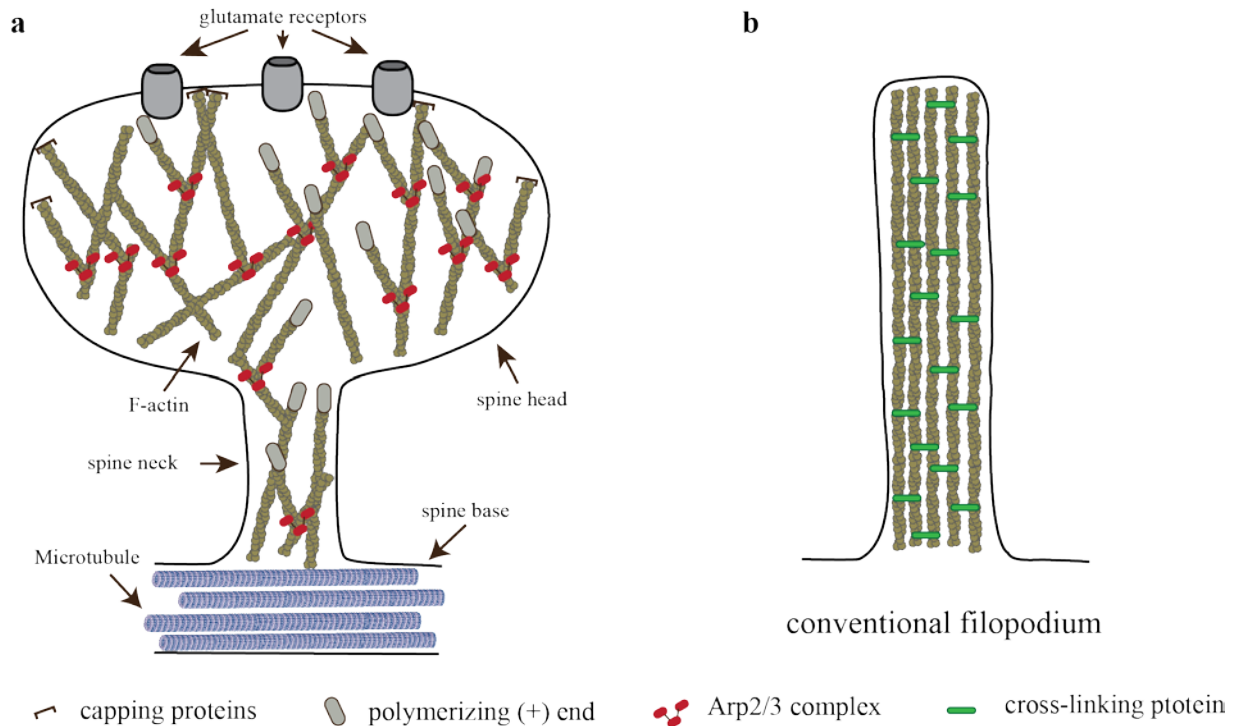 a
glutamate receptors
b
F-actin
spine head
spine neck
spine base
Microtubule
conventional filopodium
capping proteins
polymerizing (+) end
Arp2/3 complex
cross-linking ptotein